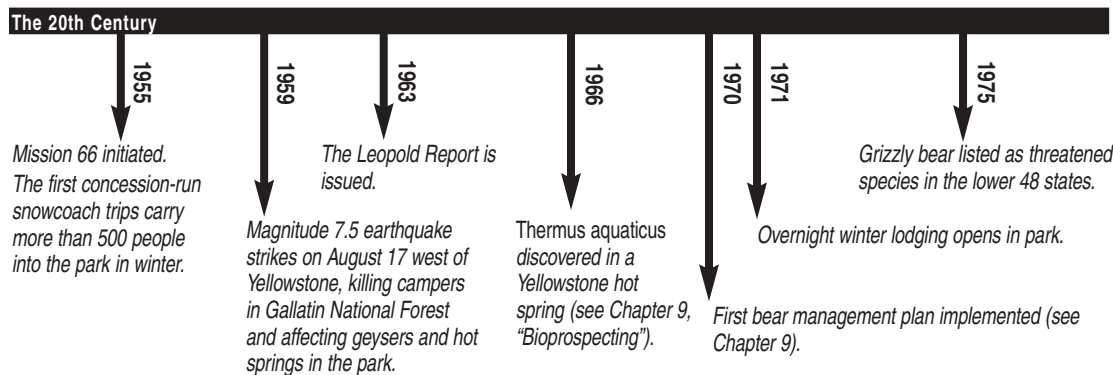 The 20th Century
1955
Mission 66 initiated.
The first concession-run
snowcoach trips carry
more than 500 people
into the park in winter.
1959
Magnitude 7.5 earthquake
strikes on August 17 west of
Yellowstone, killing campers
in Gallatin National Forest
and affecting geysers and hot
springs in the park.
1963
The Leopold Report is
issued.
1966
Thermus aquaticus
discovered in a
Yellowstone hot
spring (see Chapter 9,
“Bioprospecting”).
1970
First bear management plan implemented (see
Chapter 9).
1971
Overnight winter lodging opens in park.
1975
Grizzly bear listed as threatened
species in the lower 48 states.